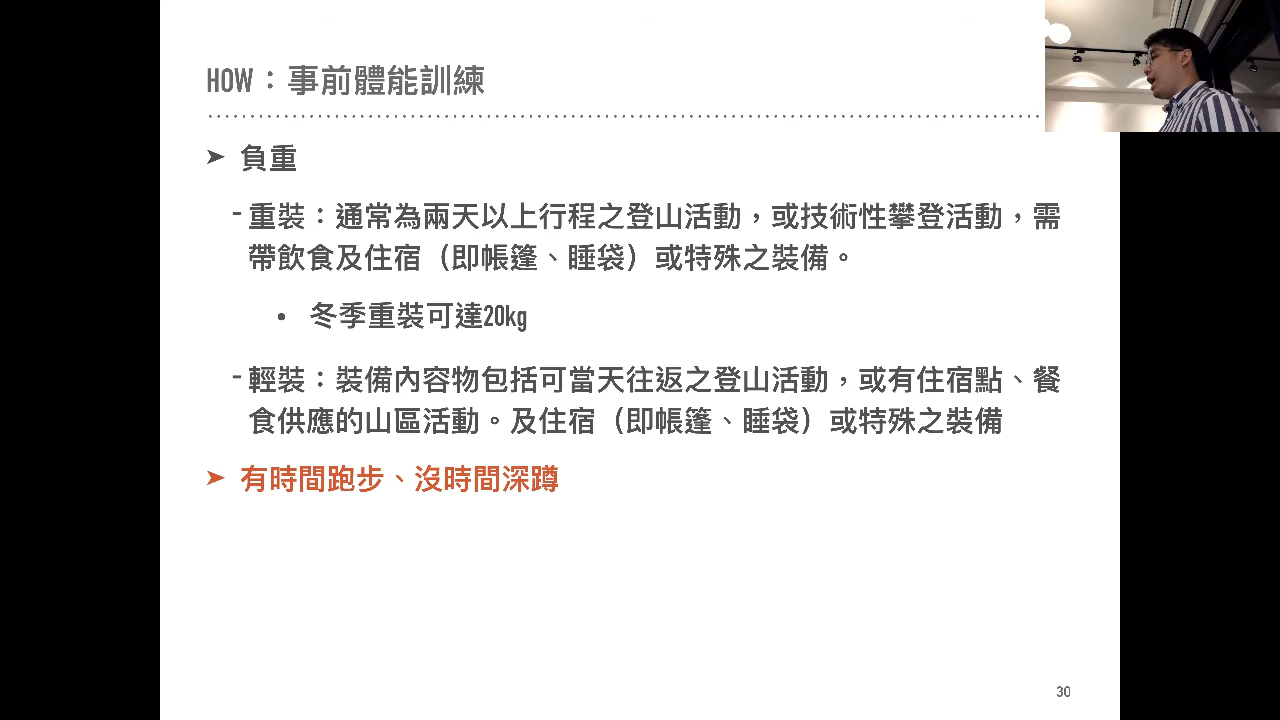 HOW：事前體能訓練
➤ 負重
- 重裝：通常為兩天以上行程之登山活動，或技術性攀登活動，需
帶飲食及住宿（即帳篷、睡袋）或特殊之裝備。
• 冬季重裝可達20kg
- 輕裝：裝備內容物包括可當天往返之登山活動，或有住宿點、餐
食供應的山區活動。及住宿（即帳篷、睡袋）或特殊之裝備
➤ 有時間跑步、沒時間深蹲
30